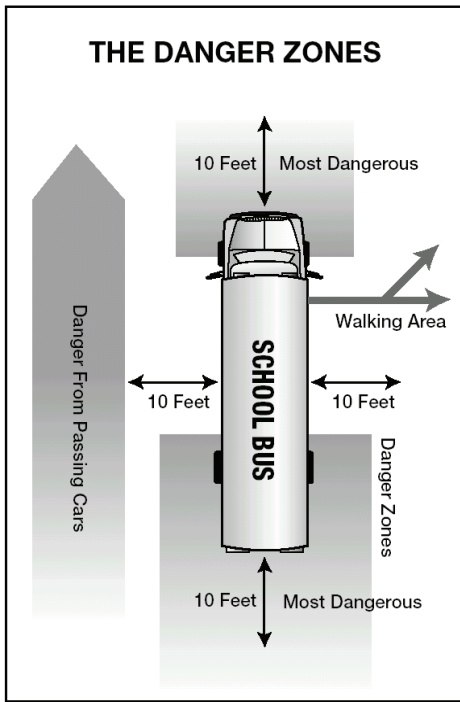 THE DANGER ZONES
10 Feet
Most Dangerous
Walking Area
Danger From Passing Cars
SCHOOL BUS
10 Feet
10 Feet
Danger Zones
10 Feet
Most Dangerous